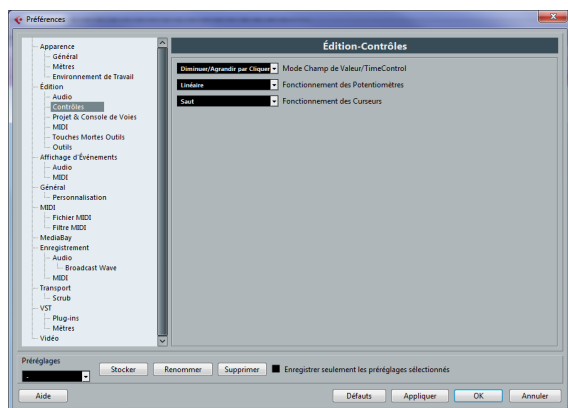 Préférences
Apparence
Général
Mètres
Environnement de Travail
Édition
Audio
Contrôles
Projet & Console de Voies
MIDI
Touches Mortes Outils
Outils
Affichage d'Événements
Audio
MIDI
Général
Personnalisation
MIDI
Fichier MIDI
Filtre MIDI
MediaBay
Enregistrement
Audio
Broadcast Wave
MIDI
Transport
Scrub
VST
Plug-ins
Mètres
Vidéo
Édition-Contrôles
Diminuer/Agrandir par Cliquer Mode Champ de Valeur/TimeControl
Linéaire Fonctionnement des Potentiomètres
Saut Fonctionnement des Curseurs
Préréglages
- Stocker Renommer Supprimer Enregistrer seulement les préréglages sélectionnés
Aide Défauts Appliquer OK Annuler